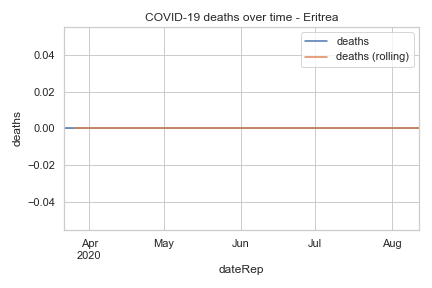 COVID-19 deaths over time - Eritrea
deaths
deaths (rolling)
0.04
0.02
0.00
−0.02
−0.04
deaths
Apr
2020
May
Jun
Jul
Aug
dateRep